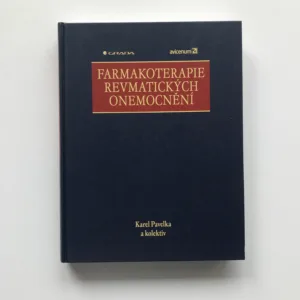 GRADA avicenum
FARMAKOTERAPIE
REVMATICKÝCH
ONEMOCNĚNÍ
Karel Pavelka
a kolektiv